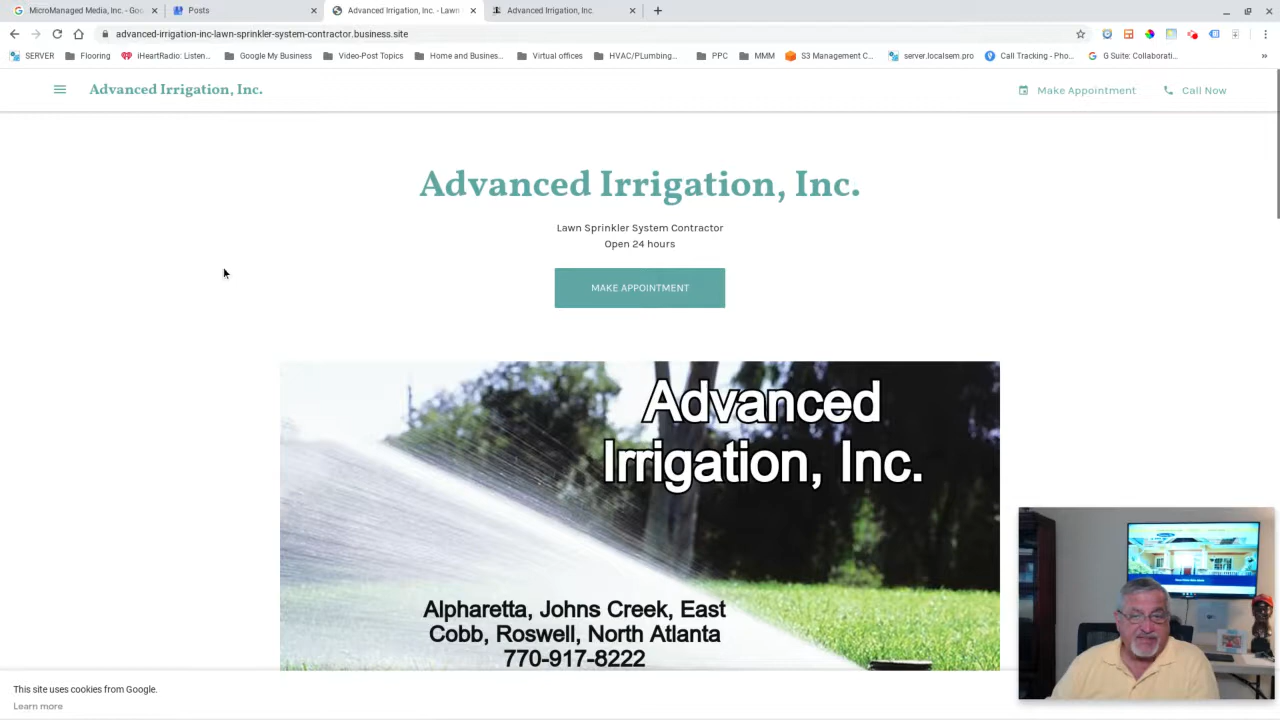 MicroManaged Media, Inc. - Goo
Posts
Advanced Irrigation, Inc. - Lawn
Advanced Irrigation, Inc.
advanced-irrigation-inc-lawn-sprinkler-system-contractor.business.site
SERVER
Flooring
iHeartRadio: Listen...
Google My Business
Video-Post Topics
Home and Busines...
Virtual offices
HVAC/PLumbing...
PPC
MMM
S3 Management C...
server.localsem.pro
Call Tracking - Pho...
G Suite: Collaborati...
Advanced Irrigation, Inc.
Make Appointment
Call Now
Advanced Irrigation, Inc.
Lawn Sprinkler System Contractor
Open 24 hours
MAKE APPOINTMENT
Advanced
Irrigation, Inc.
Alpharetta, Johns Creek, East
Cobb, Roswell, North Atlanta
770-917-8222
This site uses cookies from Google.
Learn more